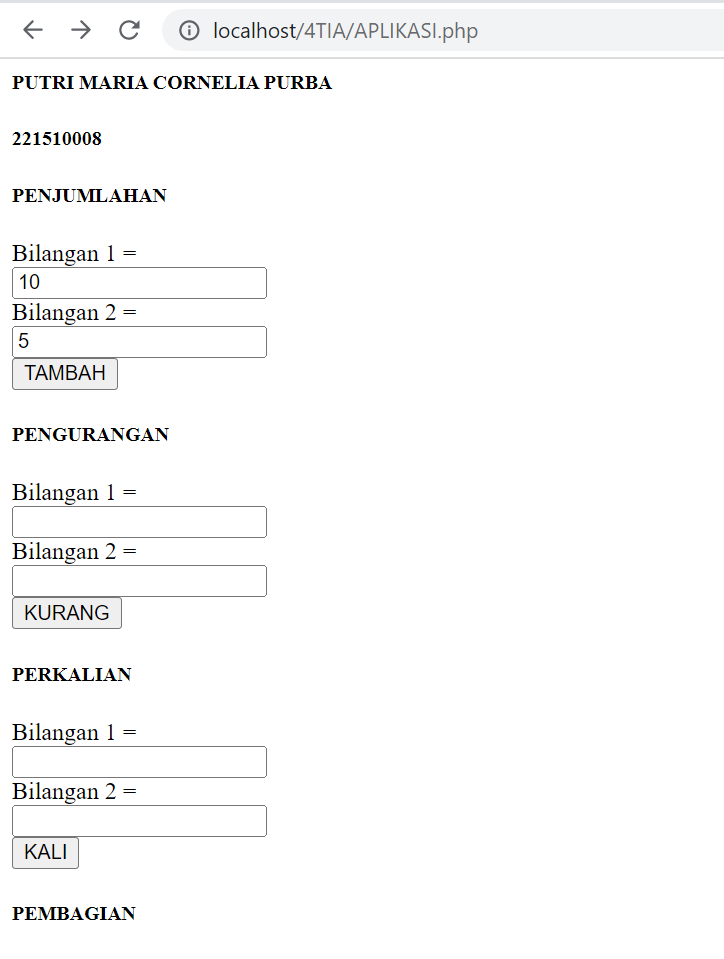 localhost/4TIA/APLIKASI.php
PUTRI MARIA CORNELIA PURBA
221510008
PENJUMLAHAN
Bilangan 1 =
10
Bilangan 2 =
5
TAMBAH
PENGURANGAN
Bilangan 1 =
Bilangan 2 =
KURANG
PERKALIAN
Bilangan 1 =
Bilangan 2 =
KALI
PEMBAGIAN